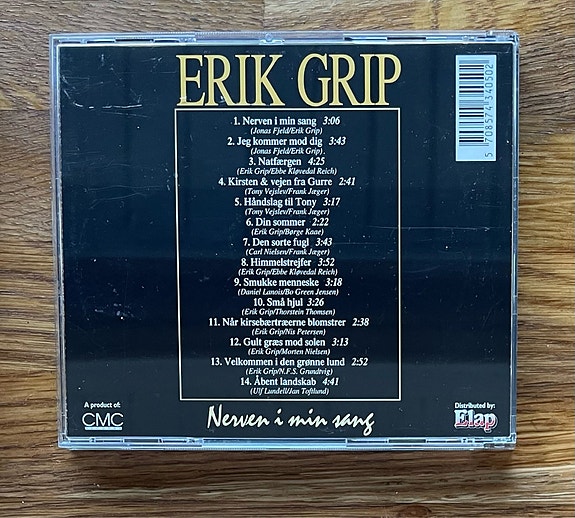 ERIK GRIP
1. Nerven i min sang 3:06
(Jonas Fjeld/Erik Grip)
2. Jeg kommer mod dig 3:43
(Jonas Fjeld/Erik Grip)
3. Natfærgen 4:25
(Erik Grip/Ebbe Kløvedal Reich)
4. Kirsten & vejen fra Gurre 2:41
(Tony Vejslev/Frank Jæger)
5. Håndslag til Tony 3:17
(Tony Vejslev/Frank Jæger)
6. Din sommer 2:22
(Erik Grip/Børge Kaae)
7. Den sorte fugl 3:43
(Carl Nielsen/Frank Jæger)
8. Himmelstrejfer 3:52
(Erik Grip/Ebbe Kløvedal Reich)
9. Smukke menneske 3:18
(Daniel Lanois/Bo Green Jensen)
10. Små hjul 3:26
(Erik Grip/Thorstein Thomsen)
11. Når kirsebærtræerne blomstrer 2:38
(Erik Grip/Nis Petersen)
12. Gult græs mod solen 3:13
(Erik Grip/Morten Nielsen)
13. Velkommen i den grønne lund 2:52
(Erik Grip/N.F.S. Grundtvig)
14. Åbent landskab 4:41
(Ulf Lundell/Jan Toftlund)
Nerven i min sang
A product of:
CMC
Distributed by:
Elap
5 708574 340502